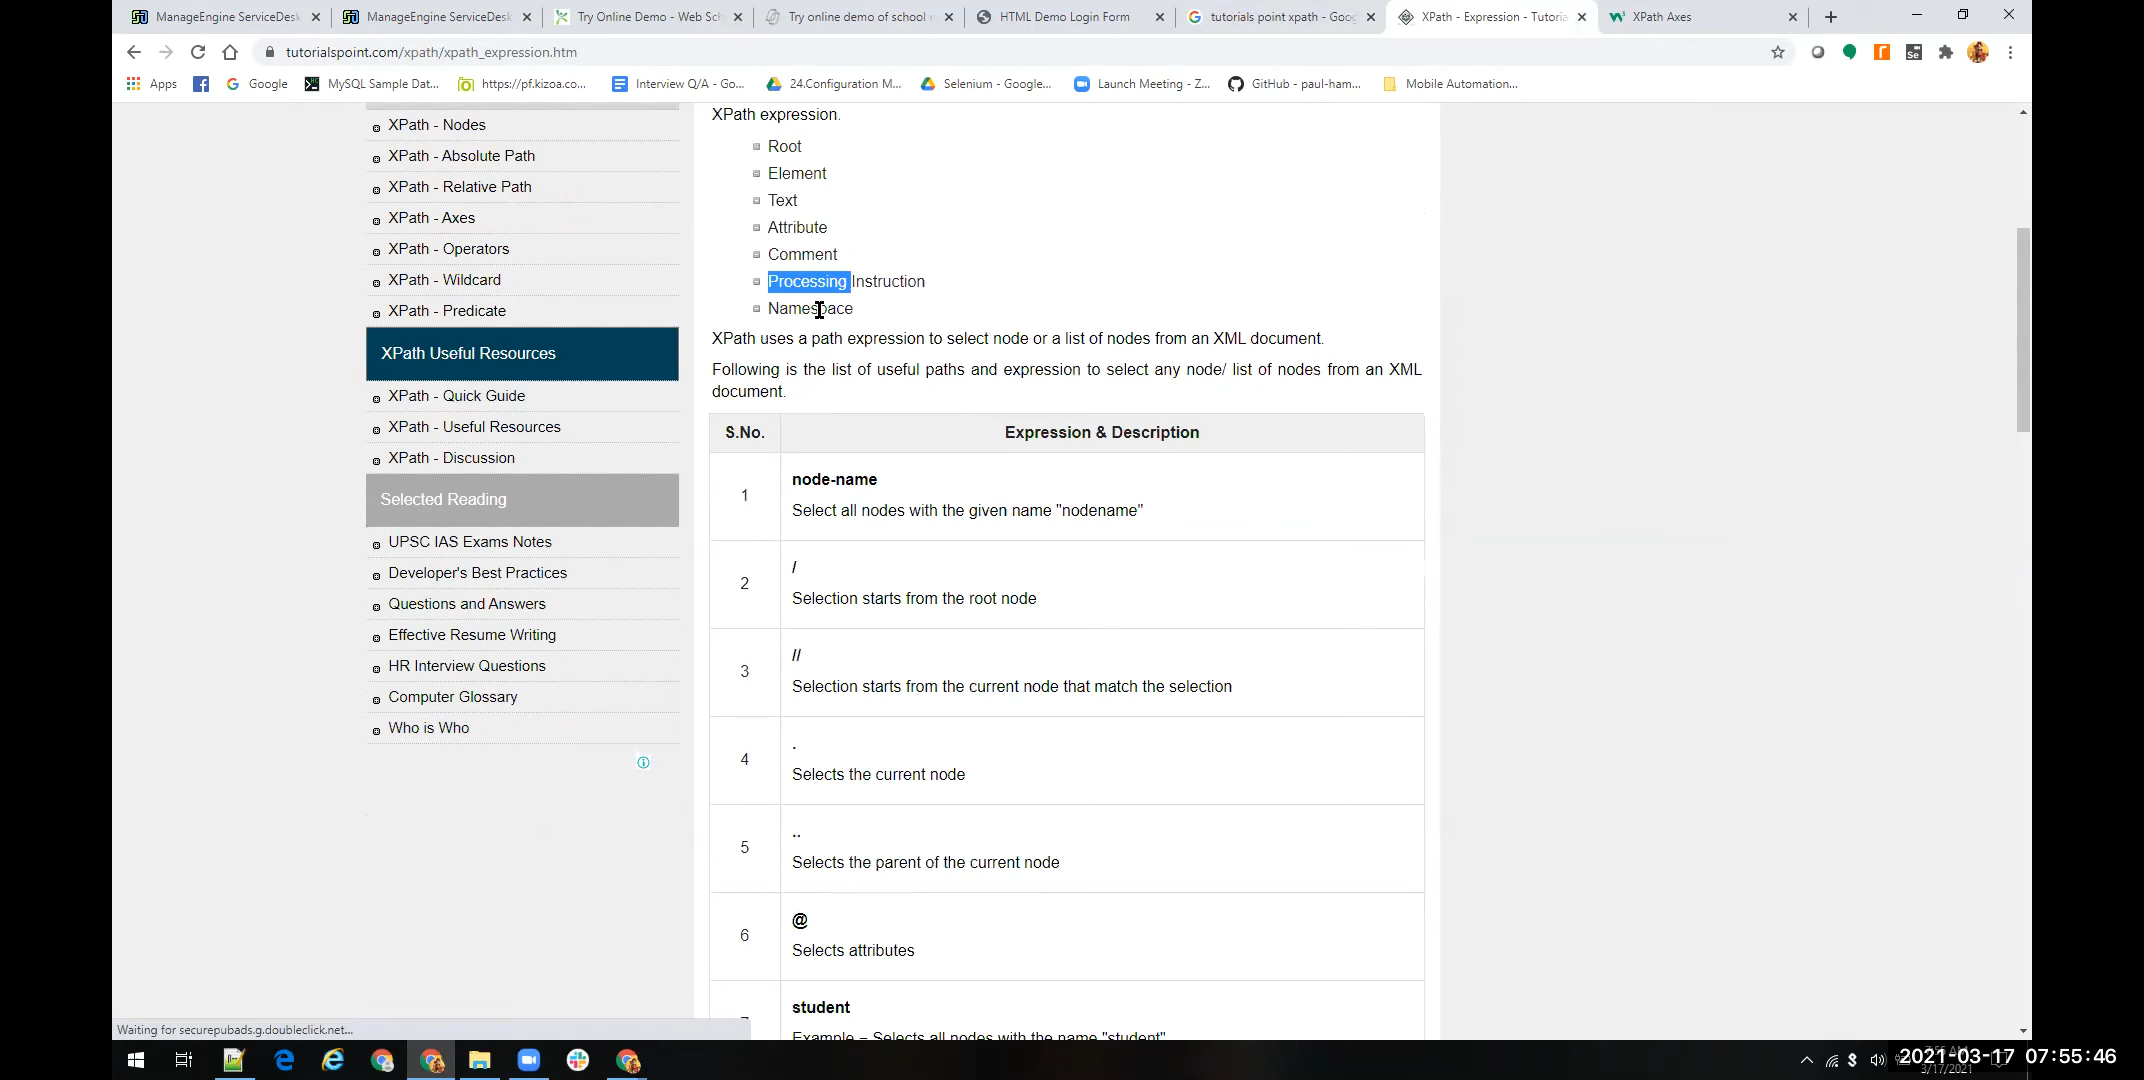 ManageEngine ServiceDesk
ManageEngine ServiceDesk
Try Online Demo - Web Sch
Try online demo of school
HTML Demo Login Form
tutorials point xpath - Goog
XPath - Expression - Tutoria
XPath Axes
tutorialspoint.com/xpath/xpath_expression.htm
Apps
Google
MySQL Sample Dat...
https://pf.kizoa.co...
Interview Q/A - Go...
24.Configuration M...
Selenium - Google...
Launch Meeting - Z...
GitHub - paul-ham...
Mobile Automation...
XPath - Nodes
XPath - Absolute Path
XPath - Relative Path
XPath - Axes
XPath - Operators
XPath - Wildcard
XPath - Predicate
XPath Useful Resources
XPath - Quick Guide
XPath - Useful Resources
XPath - Discussion
Selected Reading
UPSC IAS Exams Notes
Developer's Best Practices
Questions and Answers
Effective Resume Writing
HR Interview Questions
Computer Glossary
Who is Who
XPath expression.
Root
Element
Text
Attribute
Comment
Processing Instruction
Namespace
XPath uses a path expression to select node or a list of nodes from an XML document.
Following is the list of useful paths and expression to select any node/ list of nodes from an XML
document.
S.No. Expression & Description
1
node-name
Select all nodes with the given name "nodename"
2
/
Selection starts from the root node
3
//
Selection starts from the current node that match the selection
4
.
Selects the current node
5
..
Selects the parent of the current node
6
@
Selects attributes
student
Example − Selects all nodes with the name "student"
Waiting for securepubads.g.doubleclick.net...
2021-03-17 07:55:46
3/17/2021